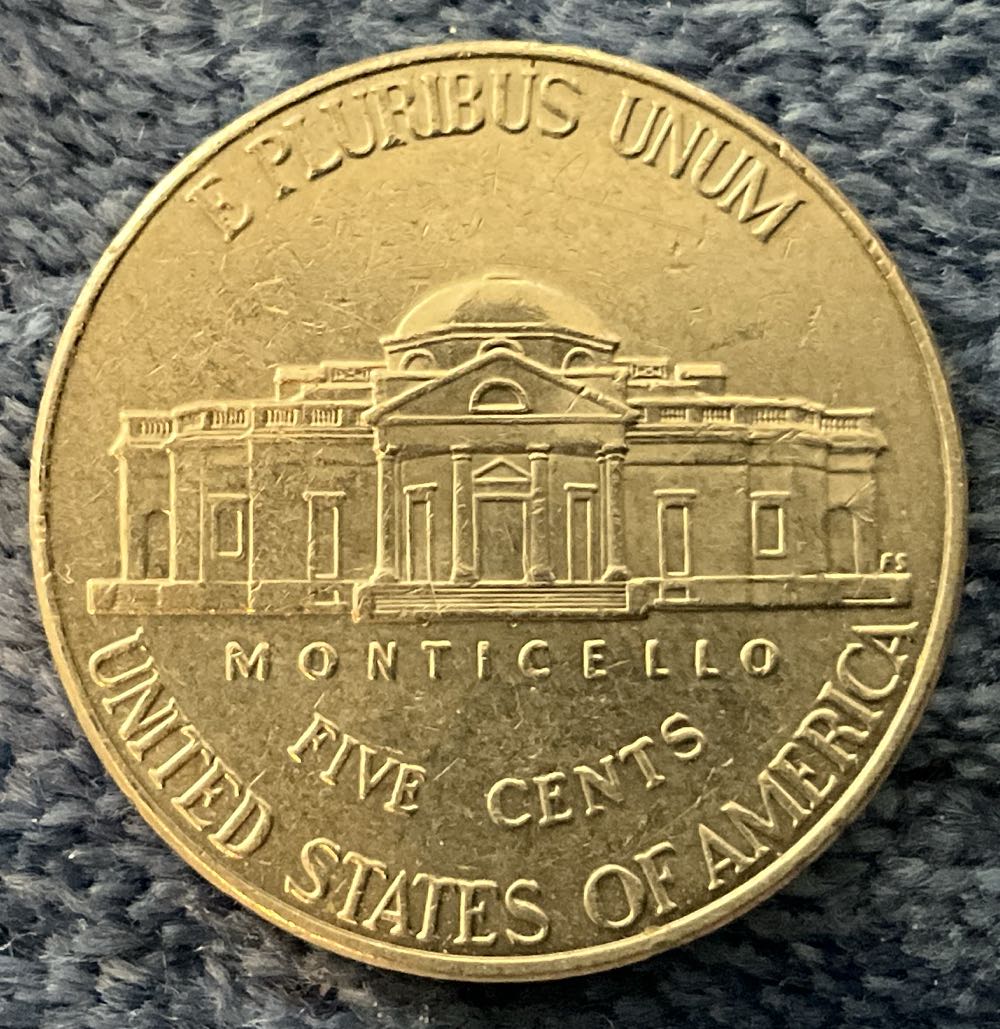 E PLURIBUS UNUM
FS
MONTICELLO
FIVE CENTS
UNITED STATES OF AMERICA